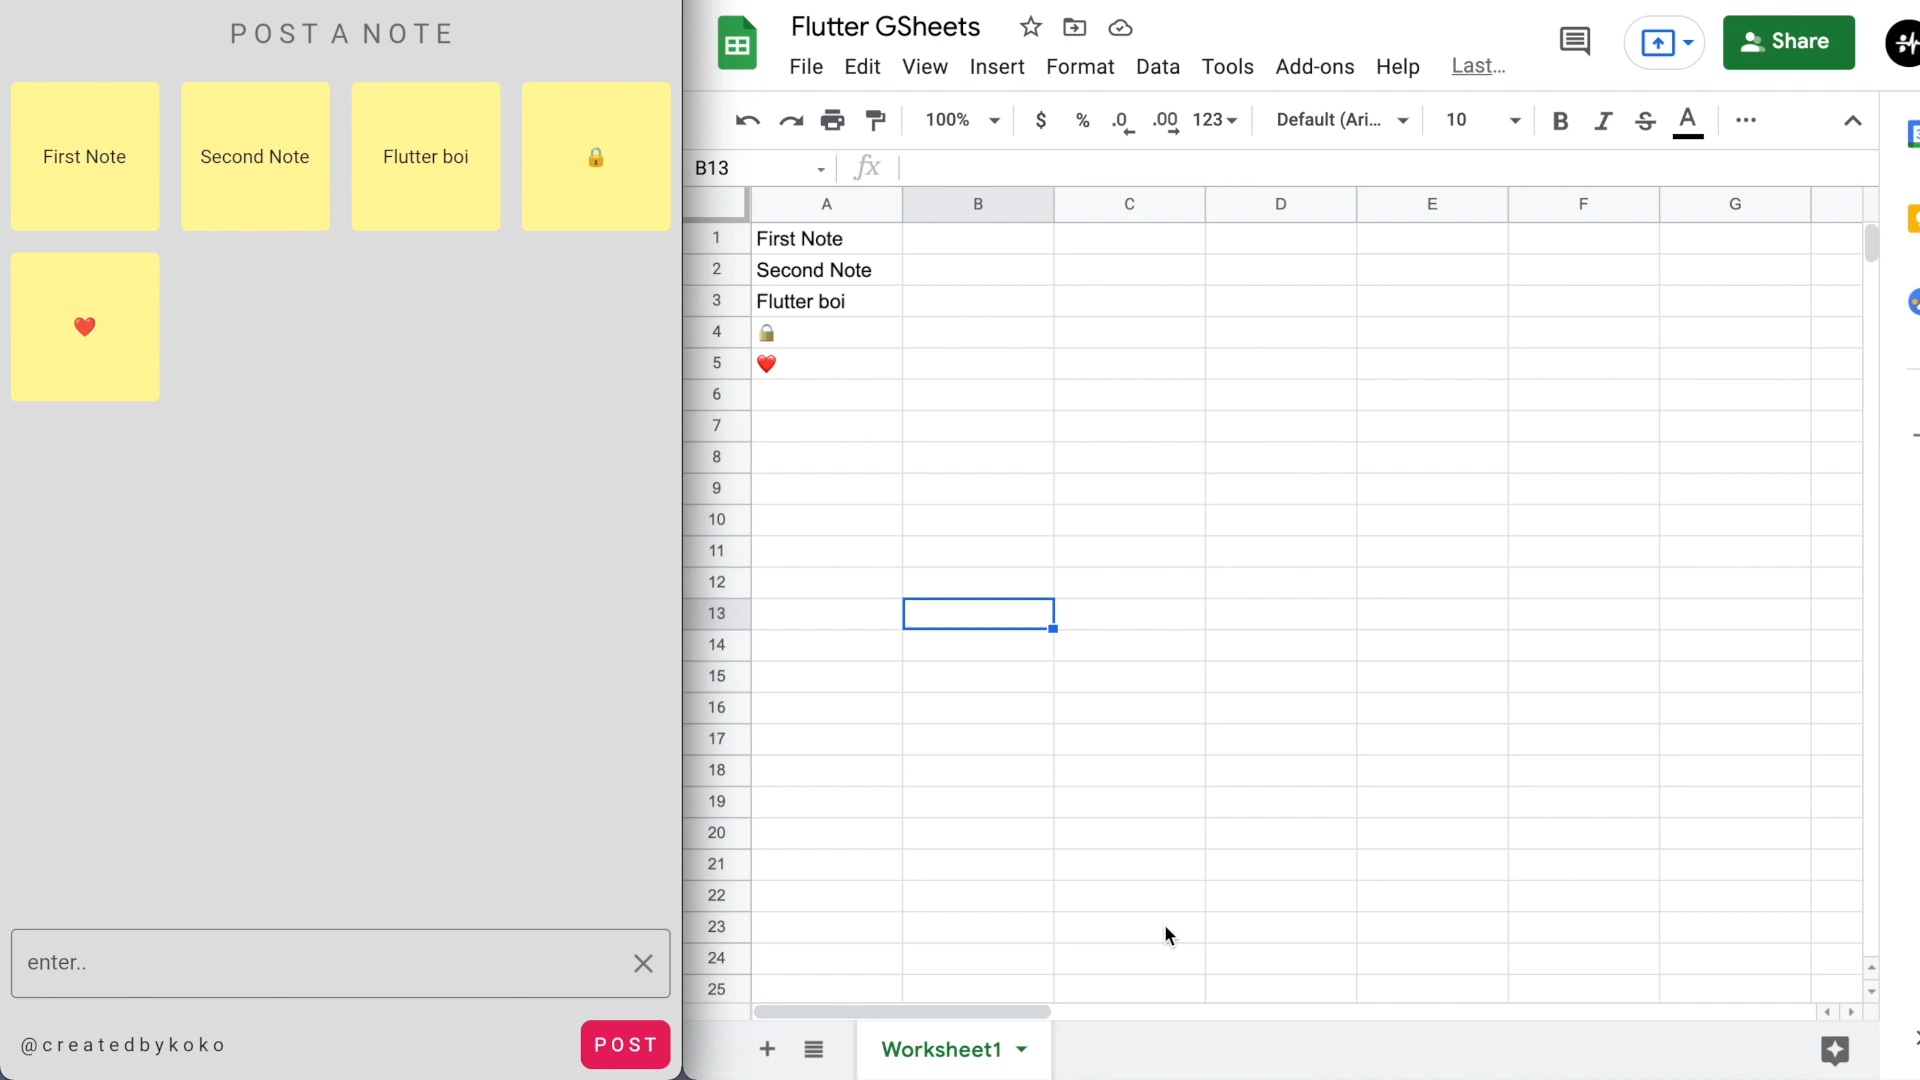 POST A NOTE
First Note
Second Note
Flutter boi
🔒
❤️
enter..
@createdbykoko
POST
Flutter GSheets
Share
File Edit View Insert Format Data Tools Add-ons Help Last...
100% $ % .0 .00 123 Default (Ari... 10 B I S A
B13 fx
A B C D E F G
1 First Note
2 Second Note
3 Flutter boi
4 🔒
5 ❤️
6
7
8
9
10
11
12
13
14
15
16
17
18
19
20
21
22
23
24
25
Worksheet1